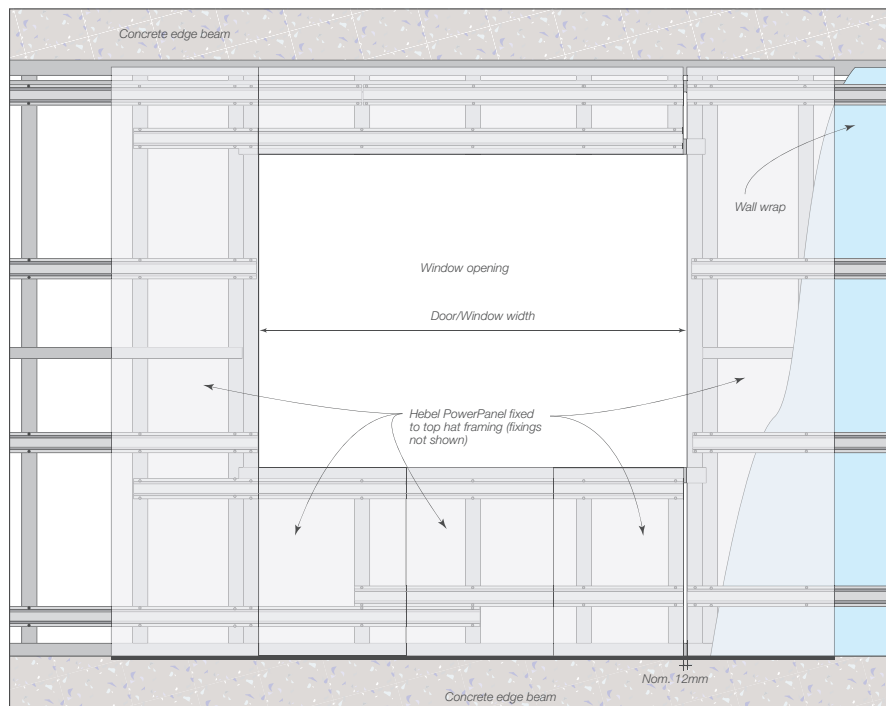 Concrete edge beam
Wall wrap
Window opening
Door/Window width
Hebel PowerPanel fixed
to top hat framing (fixings
not shown)
Nom. 12mm
Concrete edge beam